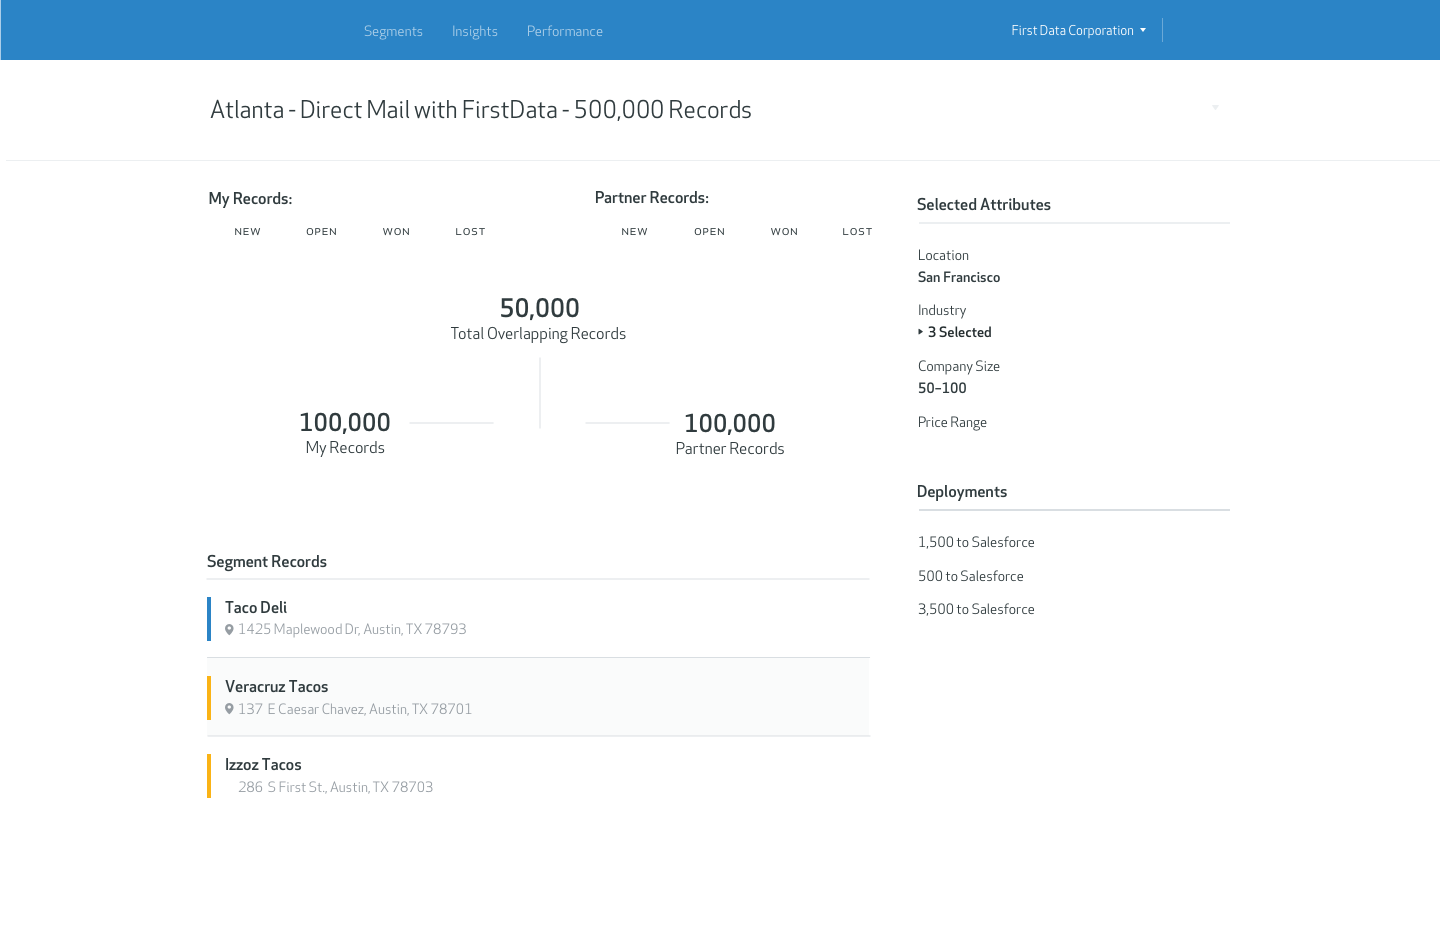 Segments Insights Performance First Data Corporation
Atlanta - Direct Mail with FirstData - 500,000 Records
My Records:
NEW OPEN WON LOST
Partner Records:
NEW OPEN WON LOST
50,000
Total Overlapping Records
100,000
My Records
100,000
Partner Records
Segment Records
Taco Deli
1425 Maplewood Dr, Austin, TX 78793
Veracruz Tacos
137 E Caesar Chavez, Austin, TX 78701
Izzoz Tacos
286 S First St., Austin, TX 78703
Selected Attributes
Location
San Francisco
Industry
3 Selected
Company Size
50–100
Price Range
Deployments
1,500 to Salesforce
500 to Salesforce
3,500 to Salesforce